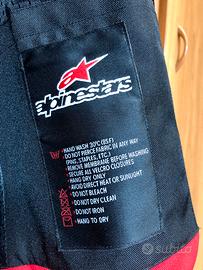 alpinestars
HAND WASH 30°C (85F)
DO NOT PIERCE FABRIC IN ANY WAY
(PINS, STAPLES, ETC.)
REMOVE MEMBRANE BEFORE WASHING
SECURE ALL VELCRO CLOSURES
HANG DRY ONLY
AVOID DIRECT HEAT OR SUNLIGHT
DO NOT BLEACH
DO NOT DRY CLEAN
DO NOT IRON
HANG TO DRY
subito